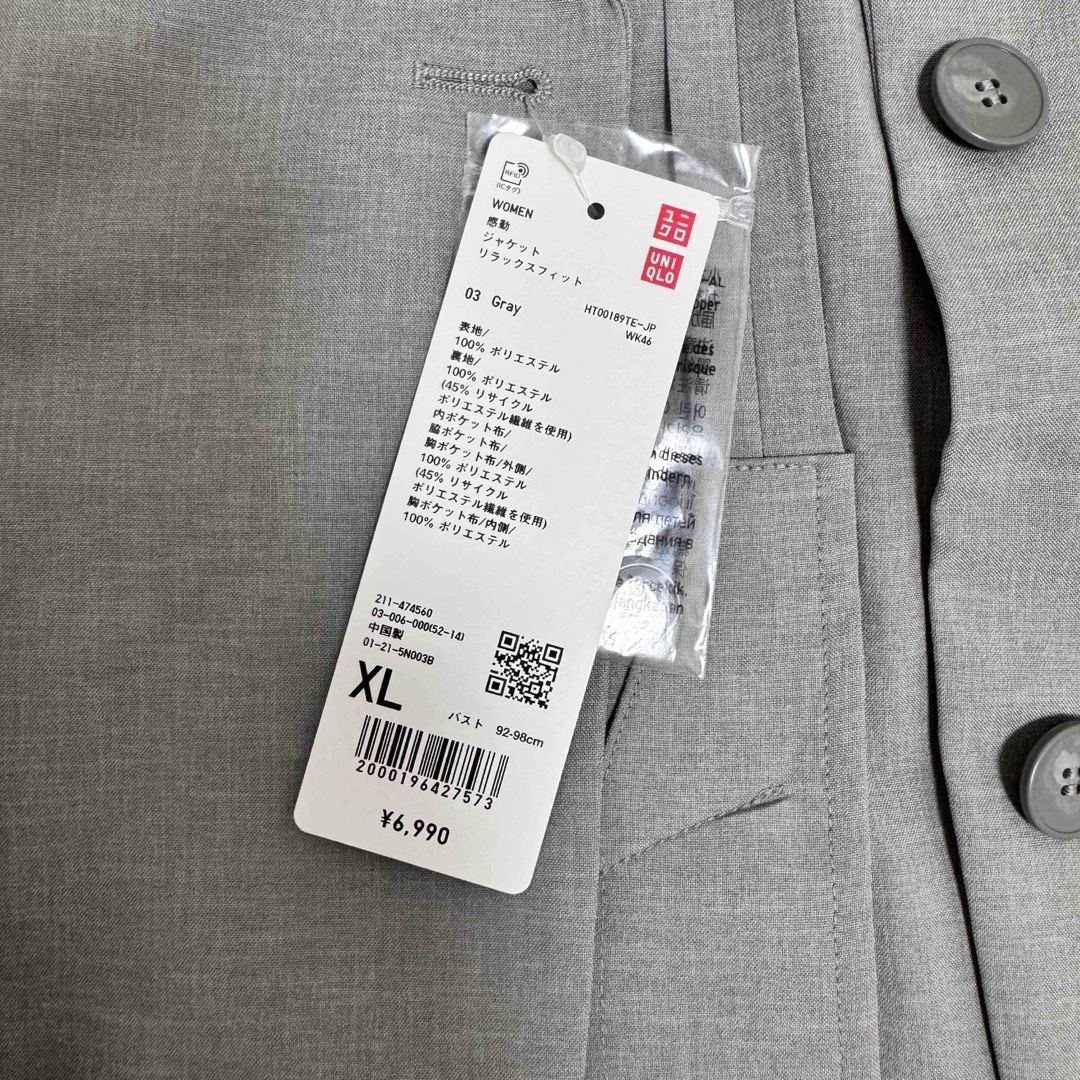 RFID
(ICタグ)
WOMEN
感動
ジャケット
リラックスフィット
ユニ
クロ
UNI
QLO
03 Gray
HT00189TE-JP
WK46
表地/
100% ポリエステル
裏地/
100% ポリエステル
(45% リサイクル
ポリエステル繊維を使用)
内ポケット布/
脇ポケット布/
胸ポケット布/外側/
100% ポリエステル
(45% リサイクル
ポリエステル繊維を使用)
胸ポケット布/内側/
100% ポリエステル
211-474560
03-006-000(52-14)
中国製
01-21-5N003B
XL
バスト 92-98cm
2000196427573
¥6,990
des
risque
dieses